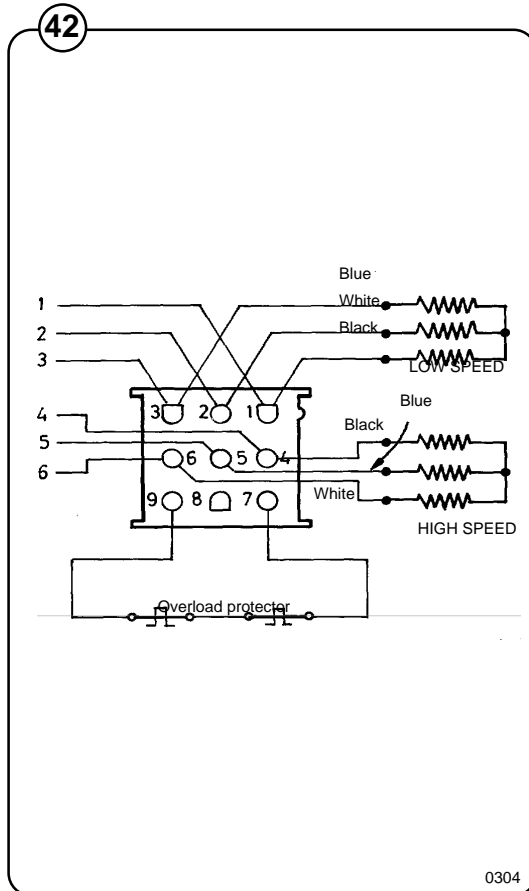 42
Blue
1
White
2
Black
3
LOW SPEED
3 2 1
Blue
4
Black
5
6 5 4
6
White
9 8 7
HIGH SPEED
Overload protector
0304